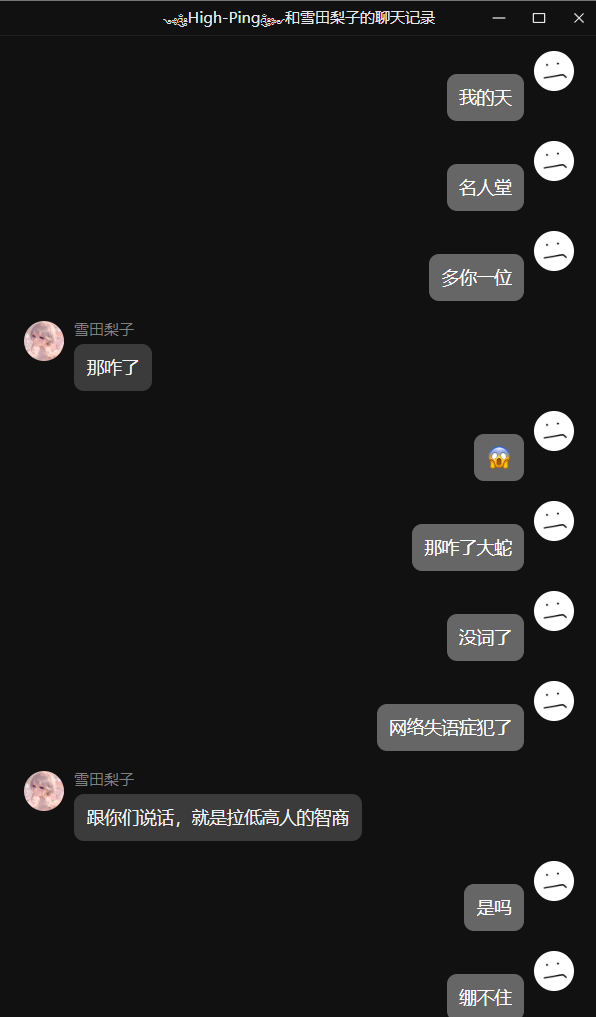 High-Ping和雪田梨子的聊天记录
我的天
名人堂
多你一位
雪田梨子
那咋了
😱
那咋了大蛇
没词了
网络失语症犯了
雪田梨子
跟你们说话，就是拉低高人的智商
是吗
绷不住